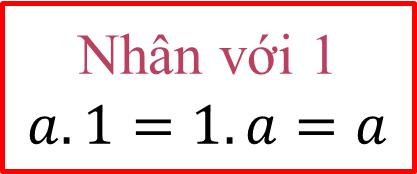 Nhân với 1
a. 1 = 1. a = a